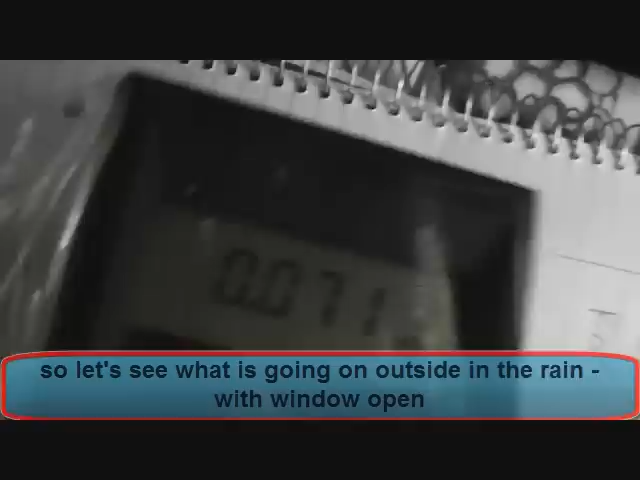 0.071
so let's see what is going on outside in the rain -
with window open